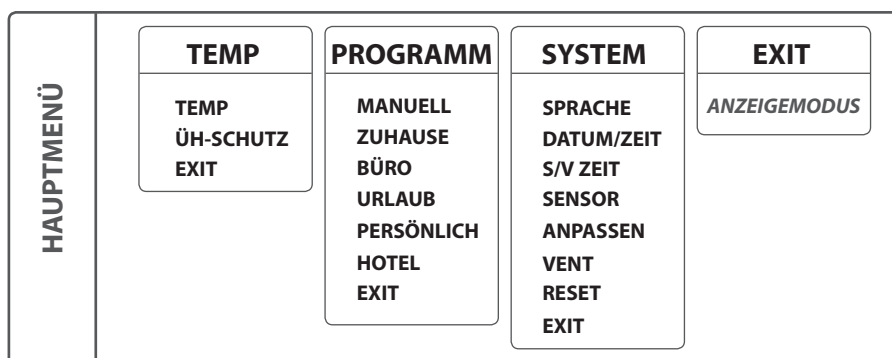 HAUPTMENÜ
TEMP
TEMP
ÜH-SCHUTZ
EXIT
PROGRAMM
MANUELL
ZUHAUSE
BÜRO
URLAUB
PERSÖNLICH
HOTEL
EXIT
SYSTEM
SPRACHE
DATUM/ZEIT
S/V ZEIT
SENSOR
ANPASSEN
VENT
RESET
EXIT
EXIT
ANZEIGEMODUS